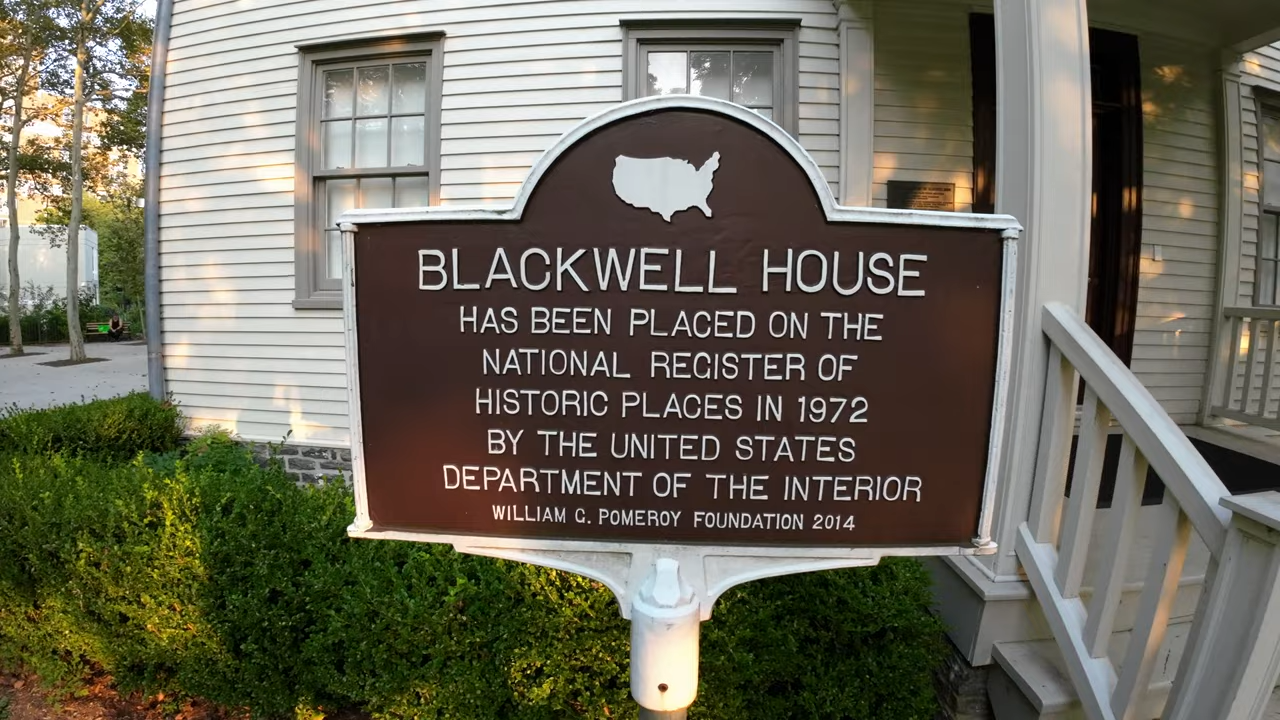 BLACKWELL HOUSE
HAS BEEN PLACED ON THE
NATIONAL REGISTER OF
HISTORIC PLACES IN 1972
BY THE UNITED STATES
DEPARTMENT OF THE INTERIOR
WILLIAM G. POMEROY FOUNDATION 2014